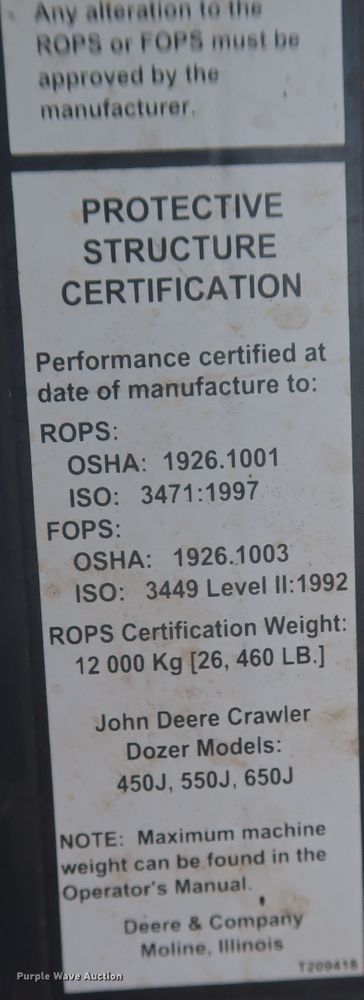 Any alteration to the
ROPS or FOPS must be
approved by the
manufacturer.
PROTECTIVE
STRUCTURE
CERTIFICATION
Performance certified at
date of manufacture to:
ROPS:
OSHA: 1926.1001
ISO: 3471:1997
FOPS:
OSHA: 1926.1003
ISO: 3449 Level II:1992
ROPS Certification Weight:
12 000 Kg [26, 460 LB.]
John Deere Crawler
Dozer Models:
450J, 550J, 650J
NOTE: Maximum machine
weight can be found in the
Operator's Manual.
Deere & Company
Moline, Illinois
T209418
Purple Wave Auction